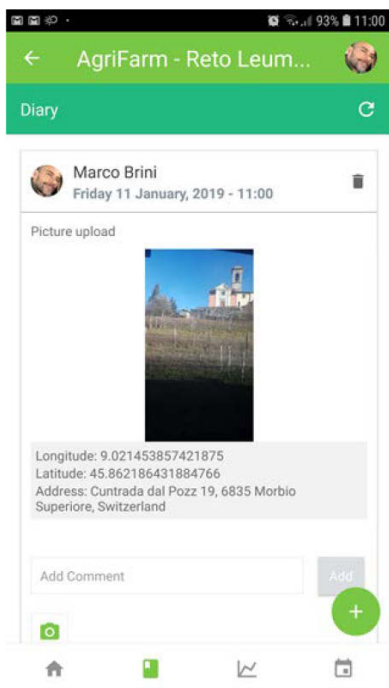 93% 11:00
AgriFarm - Reto Leum...
Diary
Marco Brini
Friday 11 January, 2019 - 11:00
Picture upload
Longitude: 9.021453857421875
Latitude: 45.862186431884766
Address: Cuntrada dal Pozz 19, 6835 Morbio
Superiore, Switzerland
Add Comment
Add